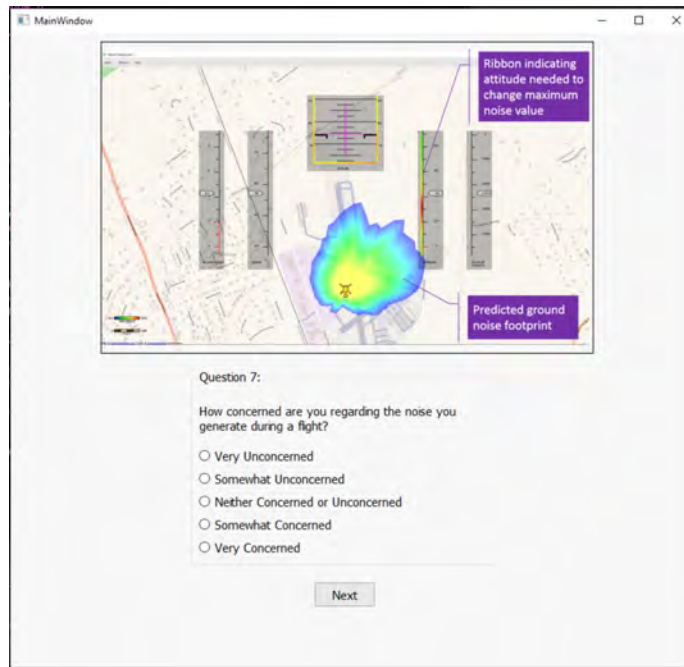 MainWindow
Ribbon indicating
attitude needed to
change maximum
noise value
Predicted ground
noise footprint
Question 7:
How concerned are you regarding the noise you
generate during a flight?
Very Unconcerned
Somewhat Unconcerned
Neither Concerned or Unconcerned
Somewhat Concerned
Very Concerned
Next